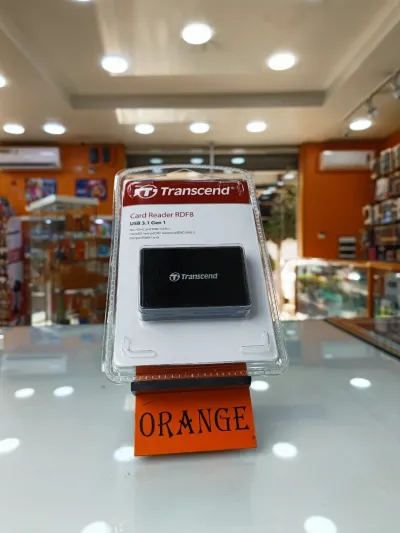 Transcend
Card Reader RDF8
USB 3.1 Gen 1
Transcend
ORANGE